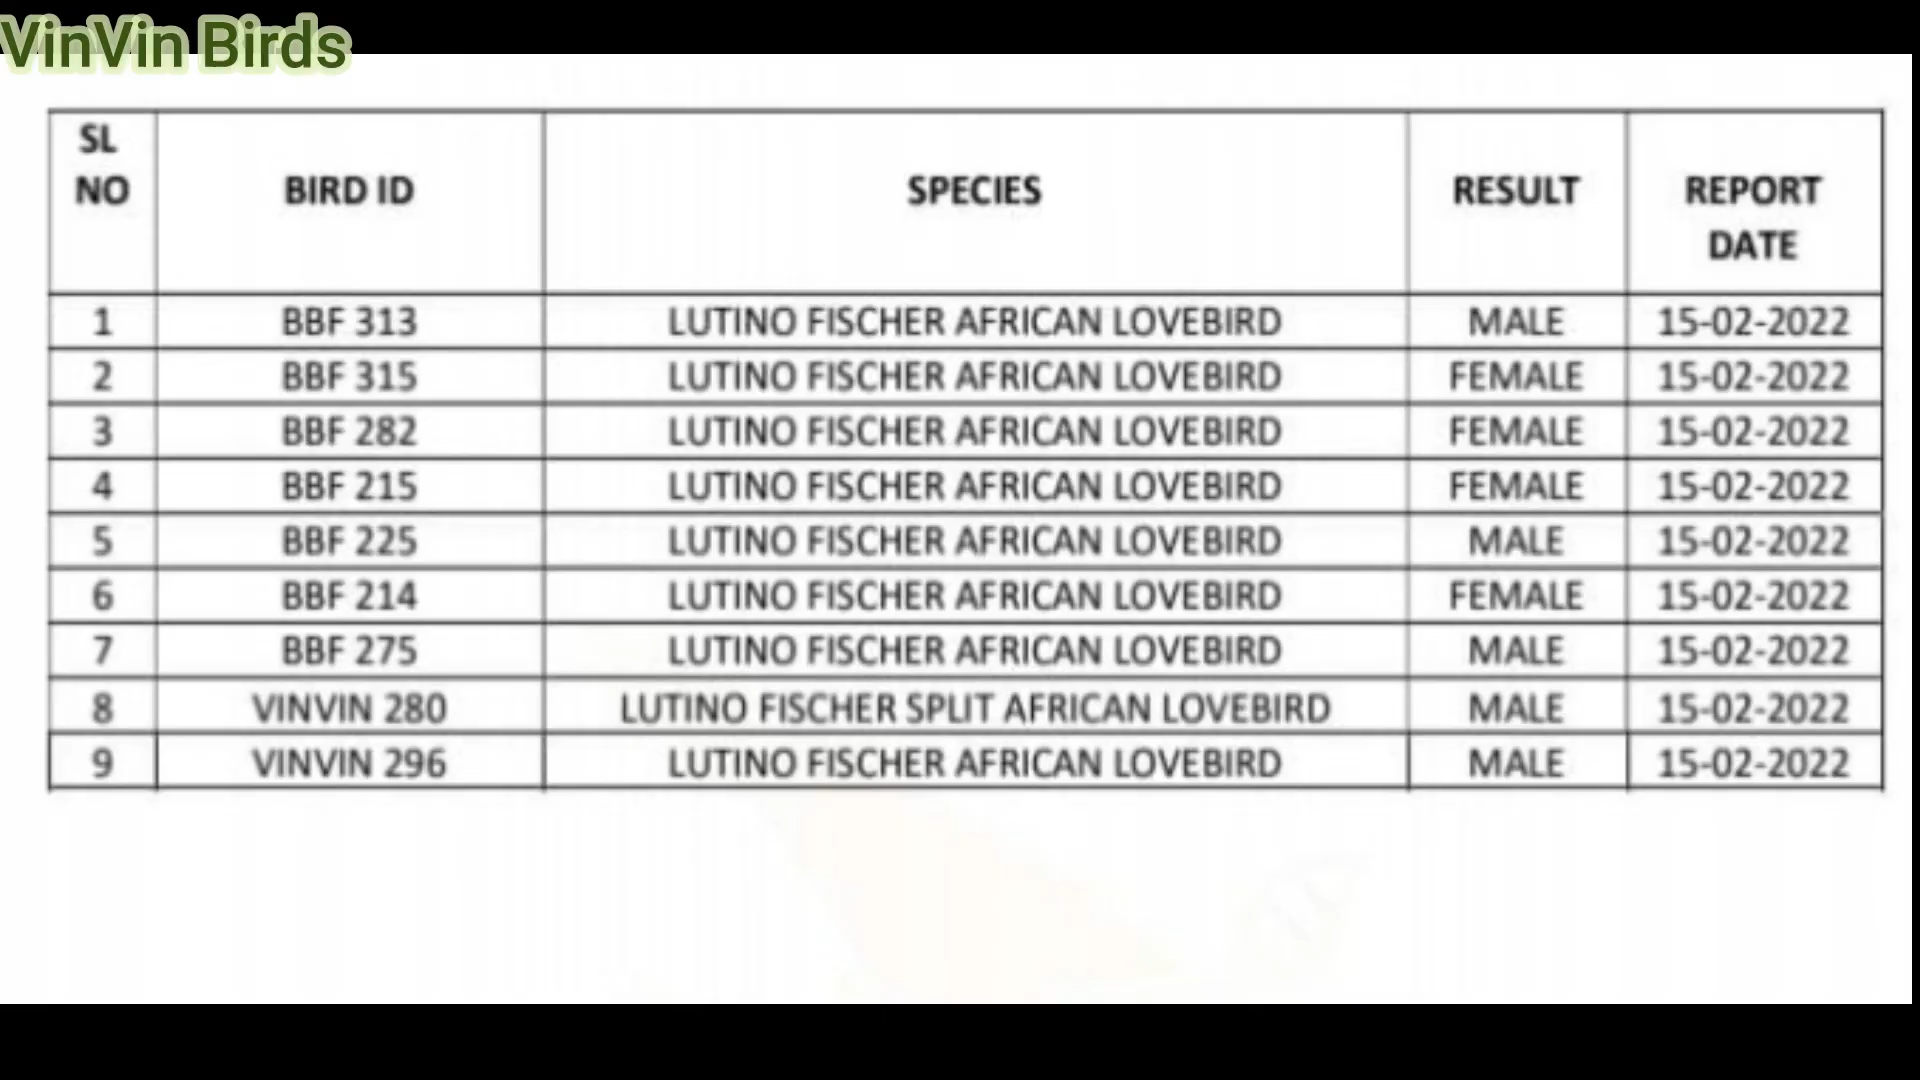 VinVin Birds
SL NO BIRD ID SPECIES RESULT REPORT DATE
1 BBF 313 LUTINO FISCHER AFRICAN LOVEBIRD MALE 15-02-2022
2 BBF 315 LUTINO FISCHER AFRICAN LOVEBIRD FEMALE 15-02-2022
3 BBF 282 LUTINO FISCHER AFRICAN LOVEBIRD FEMALE 15-02-2022
4 BBF 215 LUTINO FISCHER AFRICAN LOVEBIRD FEMALE 15-02-2022
5 BBF 225 LUTINO FISCHER AFRICAN LOVEBIRD MALE 15-02-2022
6 BBF 214 LUTINO FISCHER AFRICAN LOVEBIRD FEMALE 15-02-2022
7 BBF 275 LUTINO FISCHER AFRICAN LOVEBIRD MALE 15-02-2022
8 VINVIN 280 LUTINO FISCHER SPLIT AFRICAN LOVEBIRD MALE 15-02-2022
9 VINVIN 296 LUTINO FISCHER AFRICAN LOVEBIRD MALE 15-02-2022